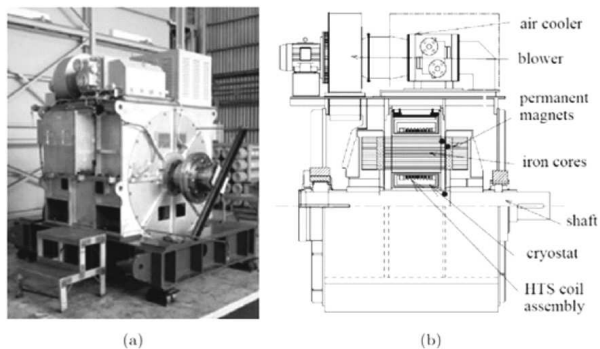 air cooler
blower
permanent
magnets
iron cores
shaft
cryostat
HTS coil
assembly
(a)
(b)